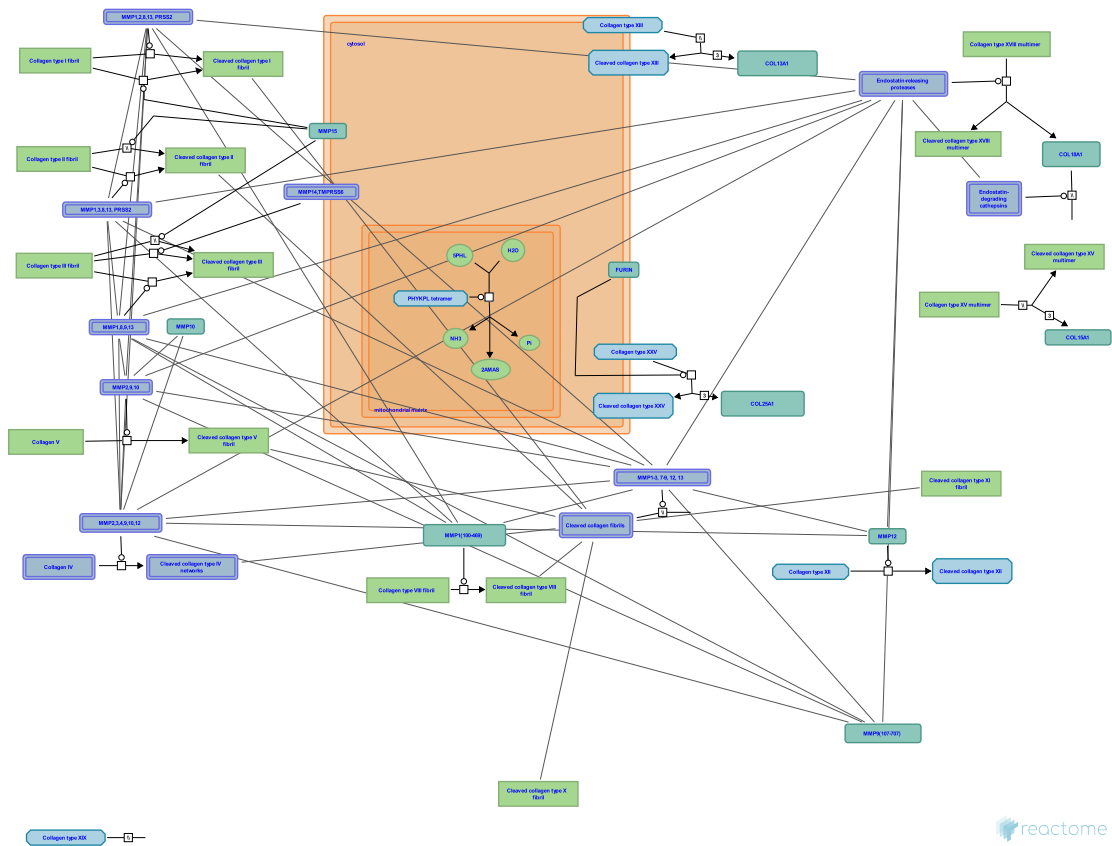 MMP1,2,8,13, PRSS2
Collagen type XIII
cytosol
Collagen type XVIII multimer
Collagen type I fibril
Cleaved collagen type I
fibril
Cleaved collagen type XIII
COL13A1
Endostatin-releasing
proteases
MMP15
Collagen type II fibril
Cleaved collagen type II
fibril
Cleaved collagen type XVIII
multimer
COL18A1
MMP14,TMPRSS6
Endostatin-
degrading
cathepsins
MMP1,3,8,13, PRSS2
Collagen type III fibril
Cleaved collagen type III
fibril
5PHL
H2O
FURIN
Cleaved collagen type XV
multimer
PHYKPL tetramer
Collagen type XV multimer
MMP1,8,9,13
MMP10
NH3
Pi
2AMAS
COL15A1
Collagen type XXV
MMP2,9,10
mitochondrial matrix
Cleaved collagen type XXV
COL25A1
3
3
3
Collagen V
Cleaved collagen type V
fibril
MMP1-3, 7-9, 12, 13
Cleaved collagen type XI
fibril
MMP2,3,4,9,10,12
Cleaved collagen fibrils
MMP1(100-469)
MMP12
Collagen IV
Cleaved collagen type IV
networks
Collagen type XII
Cleaved collagen type XII
Collagen type VIII fibril
Cleaved collagen type VIII
fibril
MMP9(107-707)
Cleaved collagen type X
fibril
Collagen type XIX
reactome